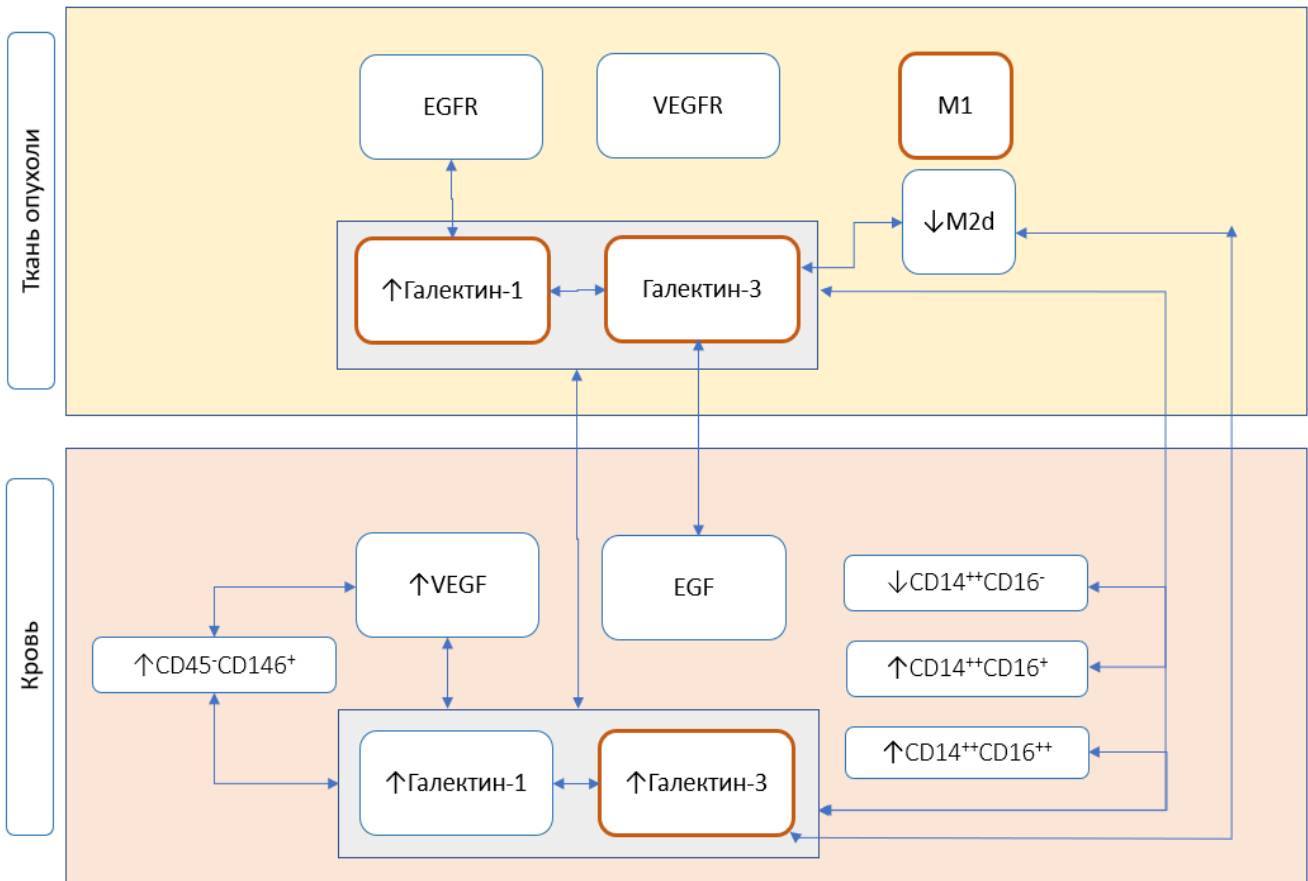 Ткань опухоли
EGFR
VEGFR
M1
↓M2d
↑Галектин-1
Галектин-3
Кровь
↑VEGF
EGF
↓CD14⁺⁺CD16⁻
↑CD45⁻CD146⁺
↑CD14⁺⁺CD16⁺
↑CD14⁺⁺CD16⁺⁺
↑Галектин-1
↑Галектин-3